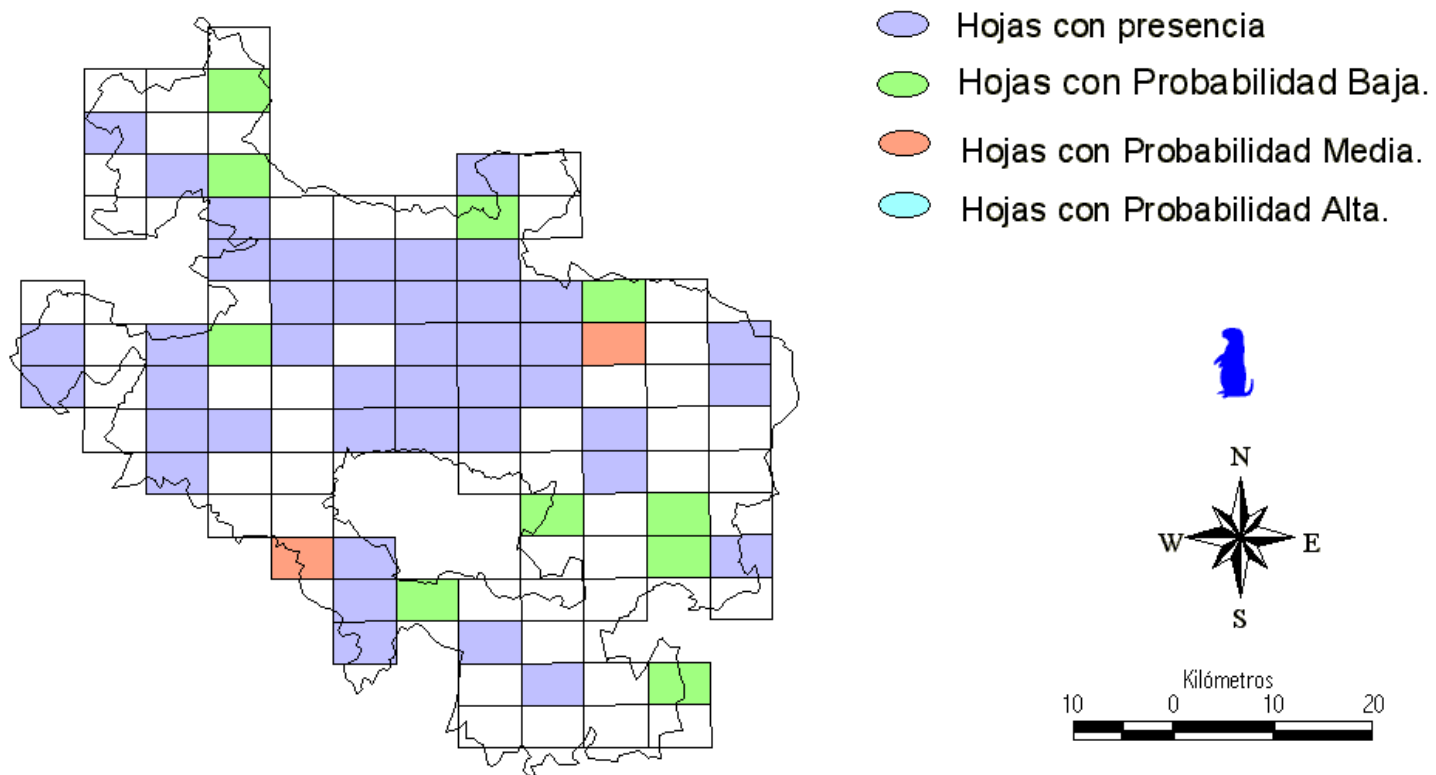 Hojas con presencia
Hojas con Probabilidad Baja.
Hojas con Probabilidad Media.
Hojas con Probabilidad Alta.
N
W E
S
Kilómetros
10 0 10 20